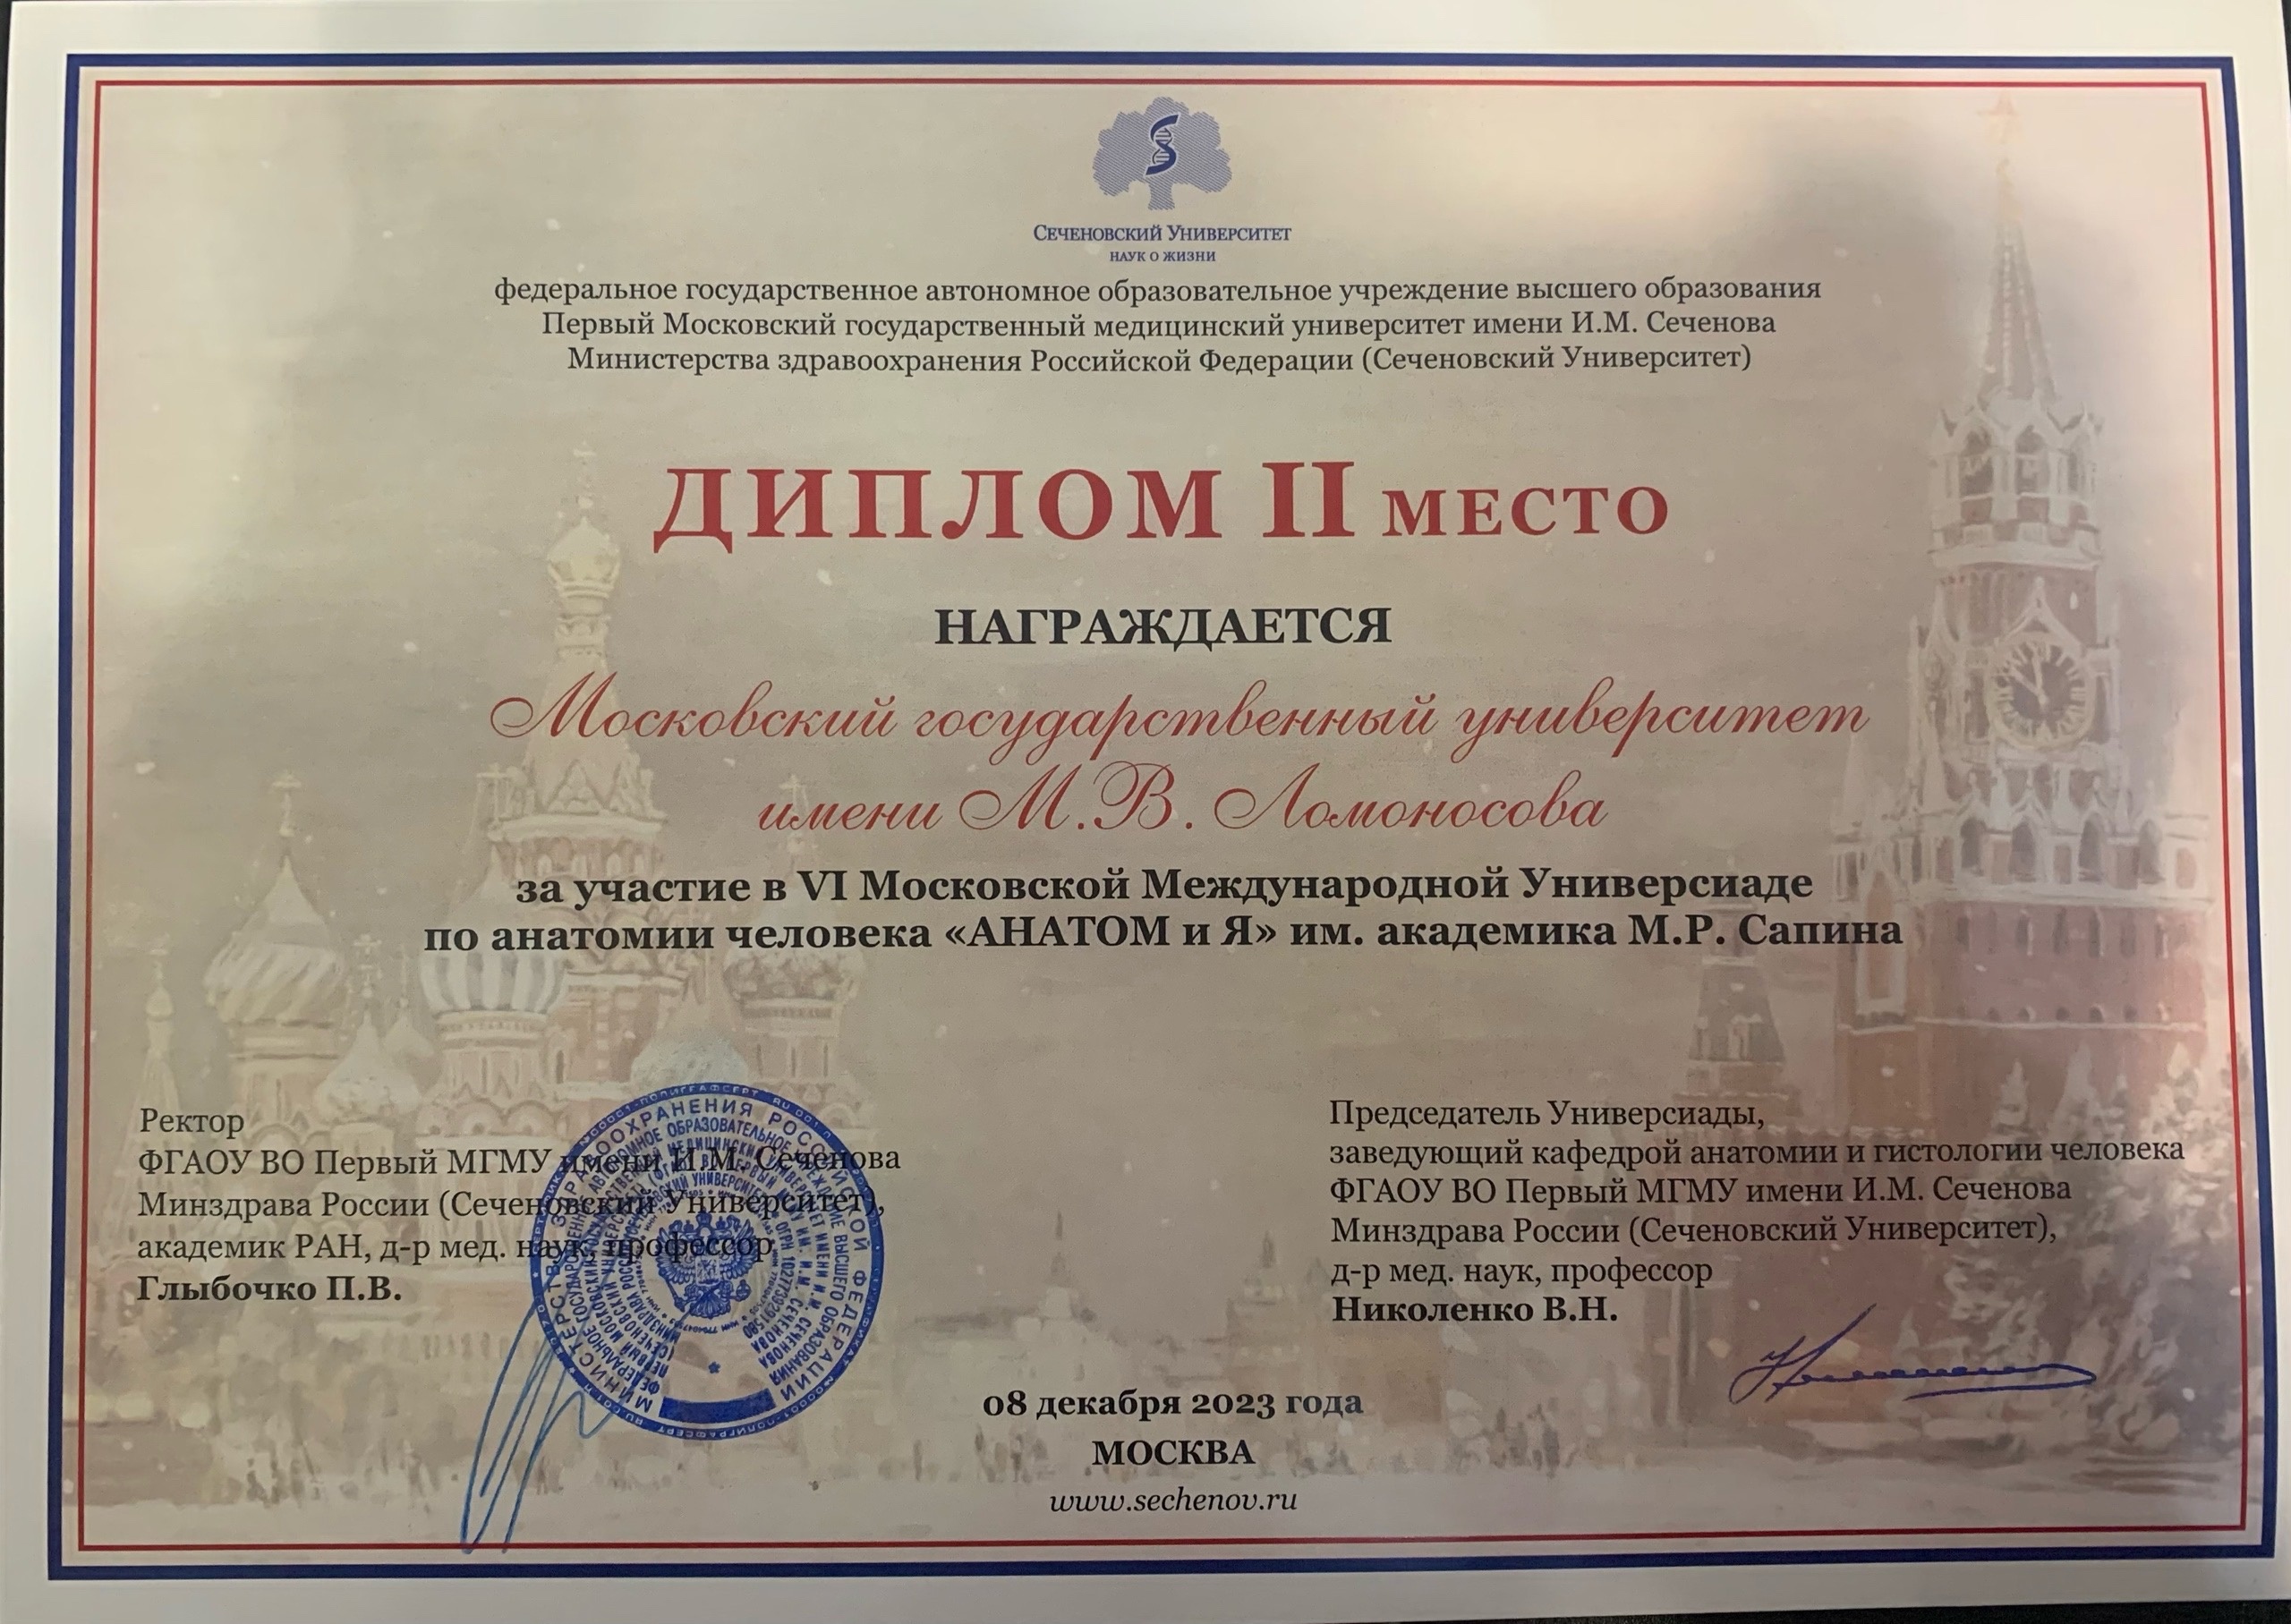 Сеченовский Университет
наук о жизни
федеральное государственное автономное образовательное учреждение высшего образования
Первый Московский государственный медицинский университет имени И.М. Сеченова
Министерства здравоохранения Российской Федерации (Сеченовский Университет)
ДИПЛОМ II МЕСТО
НАГРАЖДАЕТСЯ
Московский государственный университет
имени М.В. Ломоносова
за участие в VI Московской Международной Универсиаде
по анатомии человека «АНАТОМ и Я» им. академика М.Р. Сапина
Ректор
ФГАОУ ВО Первый МГМУ имени И.М. Сеченова
Минздрава России (Сеченовский Университет),
академик РАН, д-р мед. наук, профессор
Глыбочко П.В.
МИНИСТЕРСТВО ЗДРАВООХРАНЕНИЯ РОССИЙСКОЙ ФЕДЕРАЦИИ
Председатель Универсиады,
заведующий кафедрой анатомии и гистологии человека
ФГАОУ ВО Первый МГМУ имени И.М. Сеченова
Минздрава России (Сеченовский Университет),
д-р мед. наук, профессор
Николенко В.Н.
08 декабря 2023 года
МОСКВА
www.sechenov.ru